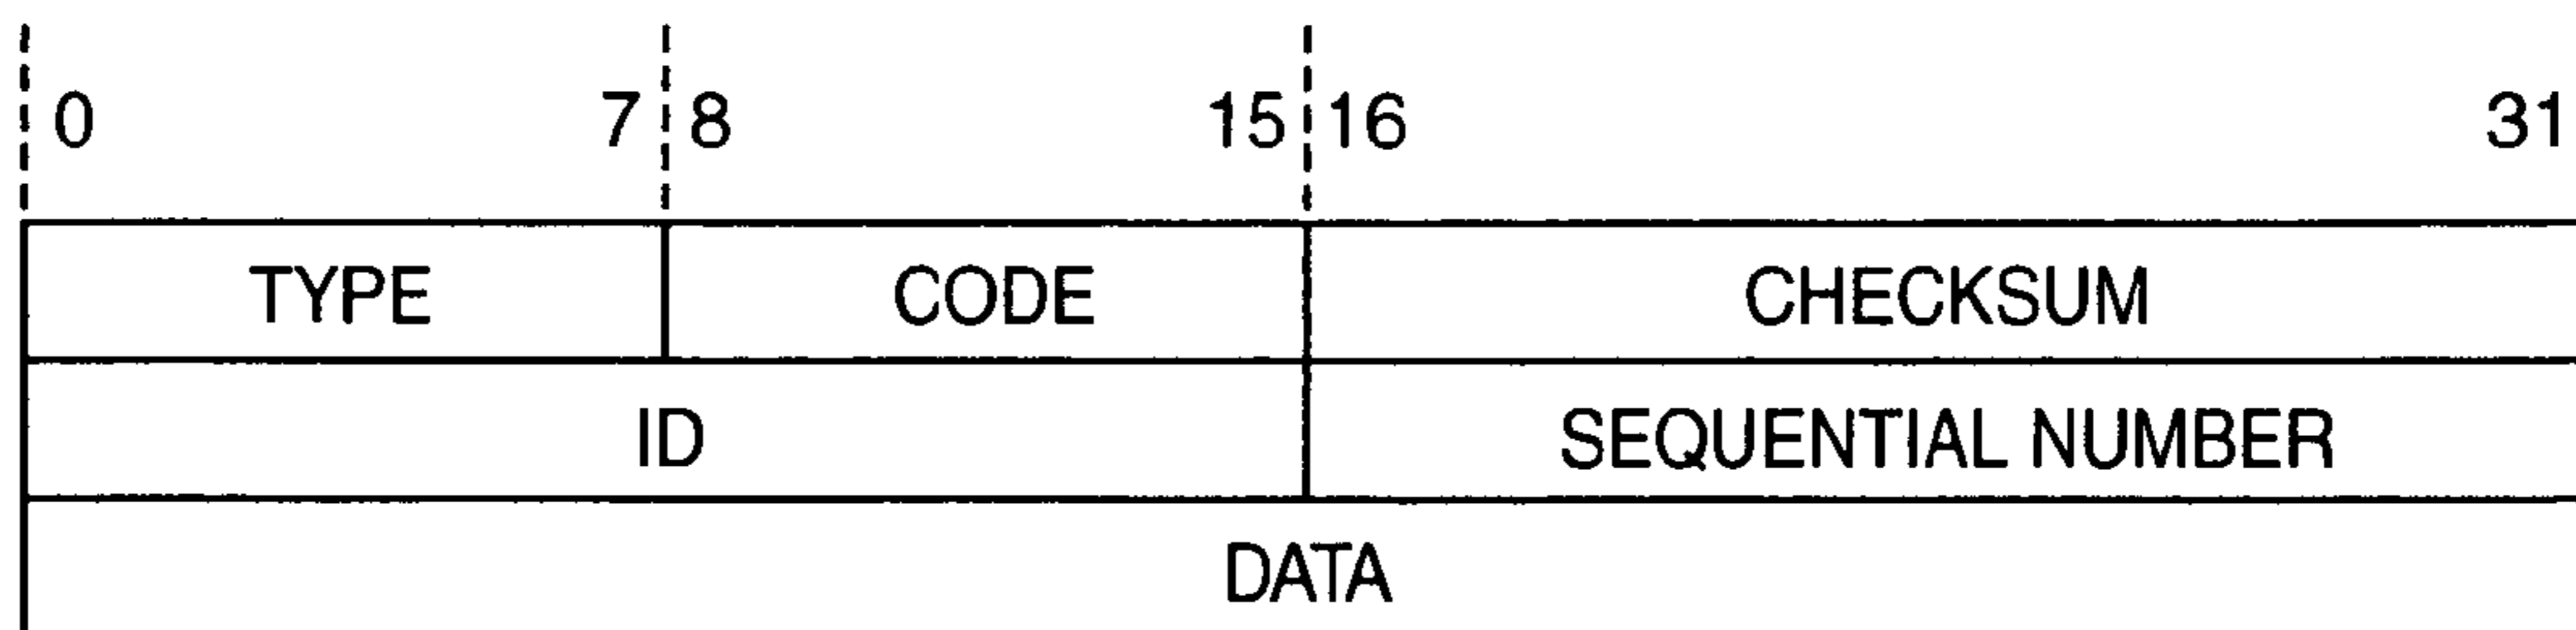 0 7 8 15 16 31
TYPE CODE CHECKSUM
ID SEQUENTIAL NUMBER
DATA